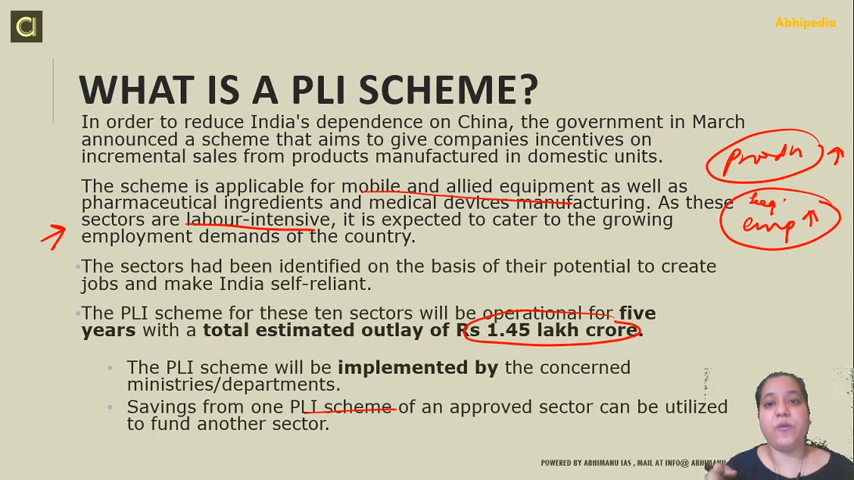 a
Abhipedia
WHAT IS A PLI SCHEME?
In order to reduce India's dependence on China, the government in March
announced a scheme that aims to give companies incentives on
incremental sales from products manufactured in domestic units.
The scheme is applicable for mobile and allied equipment as well as
pharmaceutical ingredients and medical devices manufacturing. As these
sectors are labour-intensive, it is expected to cater to the growing
employment demands of the country.
The sectors had been identified on the basis of their potential to create
jobs and make India self-reliant.
The PLI scheme for these ten sectors will be operational for five
years with a total estimated outlay of Rs 1.45 lakh crore.
The PLI scheme will be implemented by the concerned
ministries/departments.
Savings from one PLI scheme of an approved sector can be utilized
to fund another sector.
emp
POWERED BY ABHIMANU IAS , MAIL AT INFO@ ABHIMANU